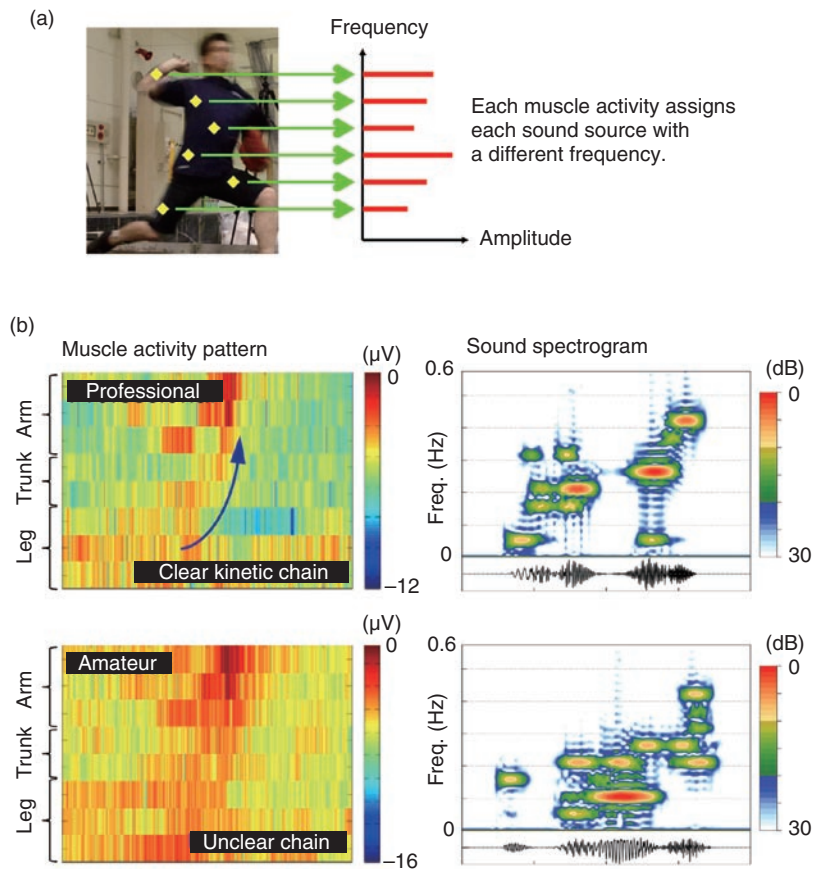 (a)
Frequency
Each muscle activity assigns
each sound source with
a different frequency.
Amplitude
(b)
Muscle activity pattern
(μV)
Sound spectrogram
(dB)
Professional
0
0.6
0
Arm
Trunk
Leg
Freq. (Hz)
Clear kinetic chain
−12
0
30
(μV)
(dB)
Amateur
0
0.6
0
Arm
Trunk
Leg
Freq. (Hz)
Unclear chain
−16
0
30